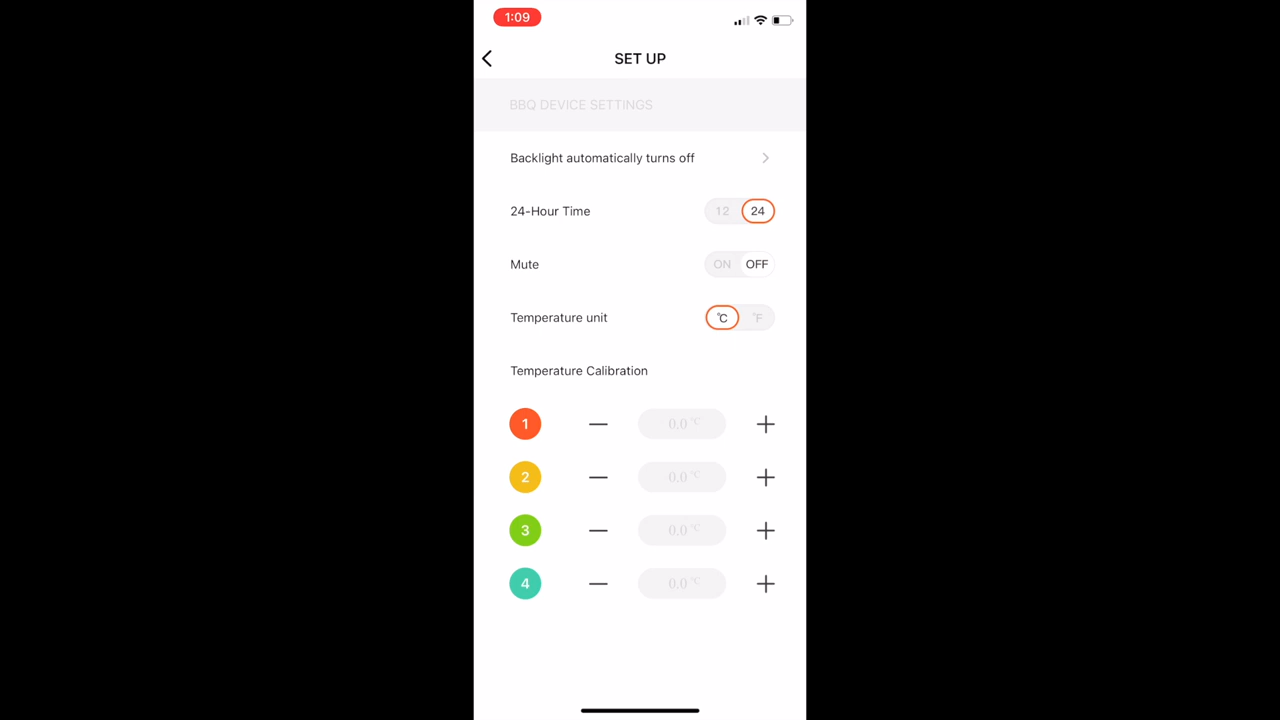 1:09
SET UP
BBQ DEVICE SETTINGS
Backlight automatically turns off
24-Hour Time 12 24
Mute ON OFF
Temperature unit °C °F
Temperature Calibration
1 — 0.0 °C +
2 — 0.0 °C +
3 — 0.0 °C +
4 — 0.0 °C +